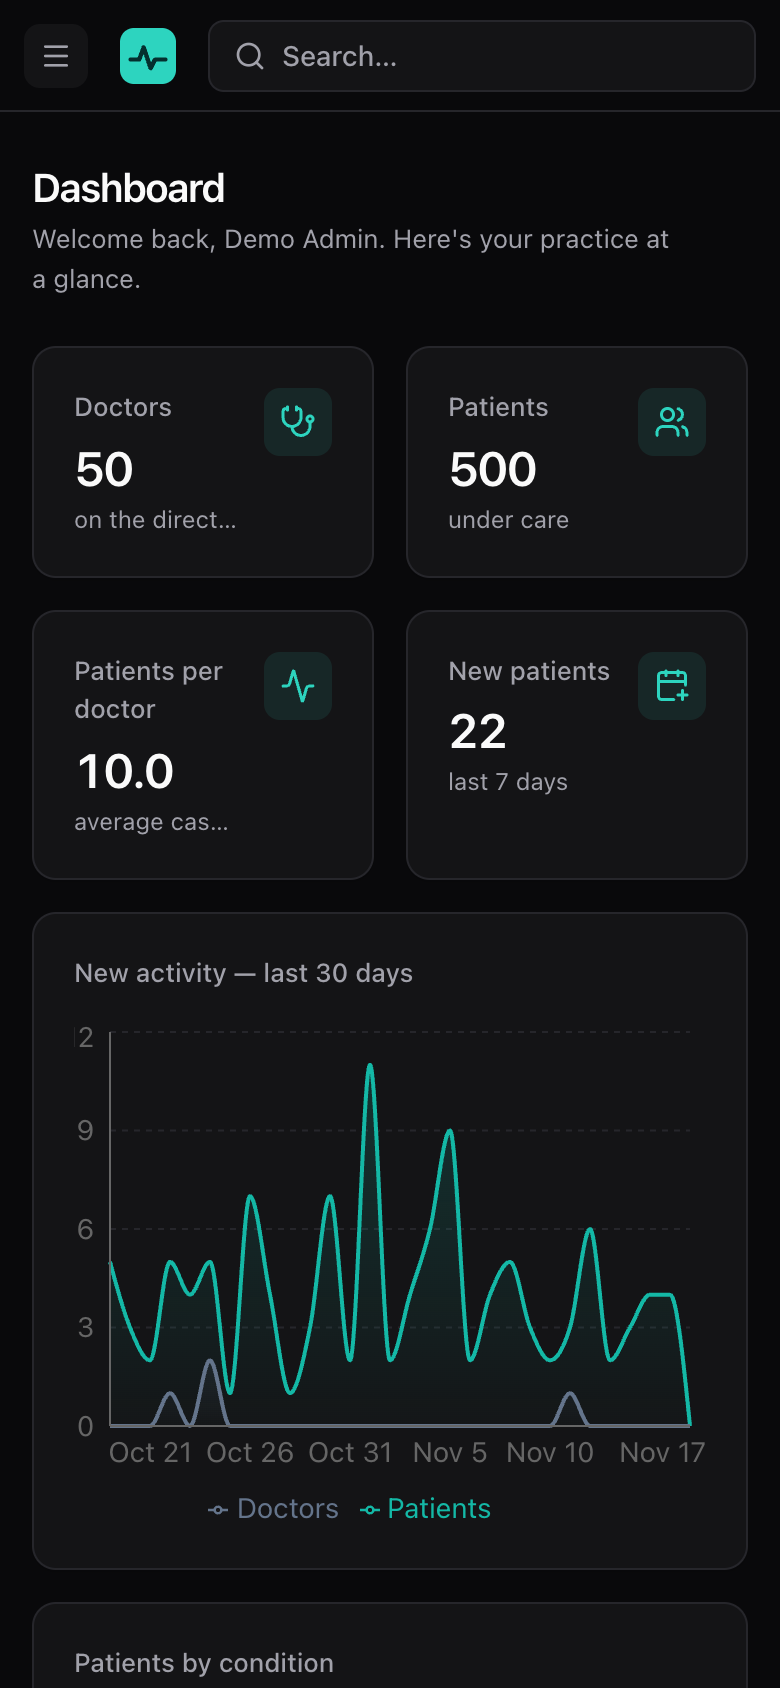 Search...
Dashboard
Welcome back, Demo Admin. Here's your practice at
a glance.
Doctors
50
on the direct...
Patients
500
under care
Patients per
doctor
10.0
average cas...
New patients
22
last 7 days
New activity — last 30 days
12
9
6
3
0
Oct 21 Oct 26 Oct 31 Nov 5 Nov 10 Nov 17
Doctors Patients
Patients by condition